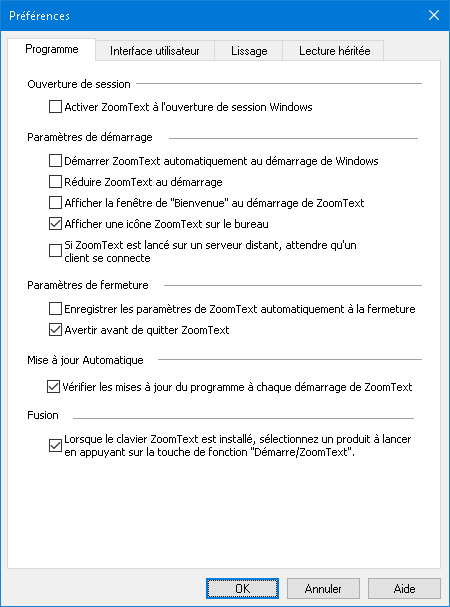 Préférences
Programme
Interface utilisateur
Lissage
Lecture héritée
Ouverture de session
Activer ZoomText à l'ouverture de session Windows
Paramètres de démarrage
Démarrer ZoomText automatiquement au démarrage de Windows
Réduire ZoomText au démarrage
Afficher la fenêtre de "Bienvenue" au démarrage de ZoomText
Afficher une icône ZoomText sur le bureau
Si ZoomText est lancé sur un serveur distant, attendre qu'un
client se connecte
Paramètres de fermeture
Enregistrer les paramètres de ZoomText automatiquement à la fermeture
Avertir avant de quitter ZoomText
Mise à jour Automatique
Vérifier les mises à jour du programme à chaque démarrage de ZoomText
Fusion
Lorsque le clavier ZoomText est installé, sélectionnez un produit à lancer
en appuyant sur la touche de fonction "Démarre/ZoomText".
OK
Annuler
Aide